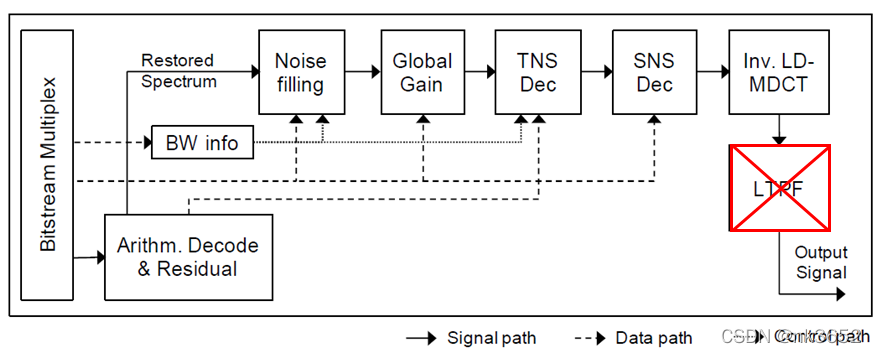 Bitstream Multiplex
Restored
Spectrum
Noise
filling
Global
Gain
TNS
Dec
SNS
Dec
Inv. LD-
MDCT
BW info
LTPF
Arithm. Decode
& Residual
Output
Signal
Signal path
Data path
Control path
CSDN @nk3652